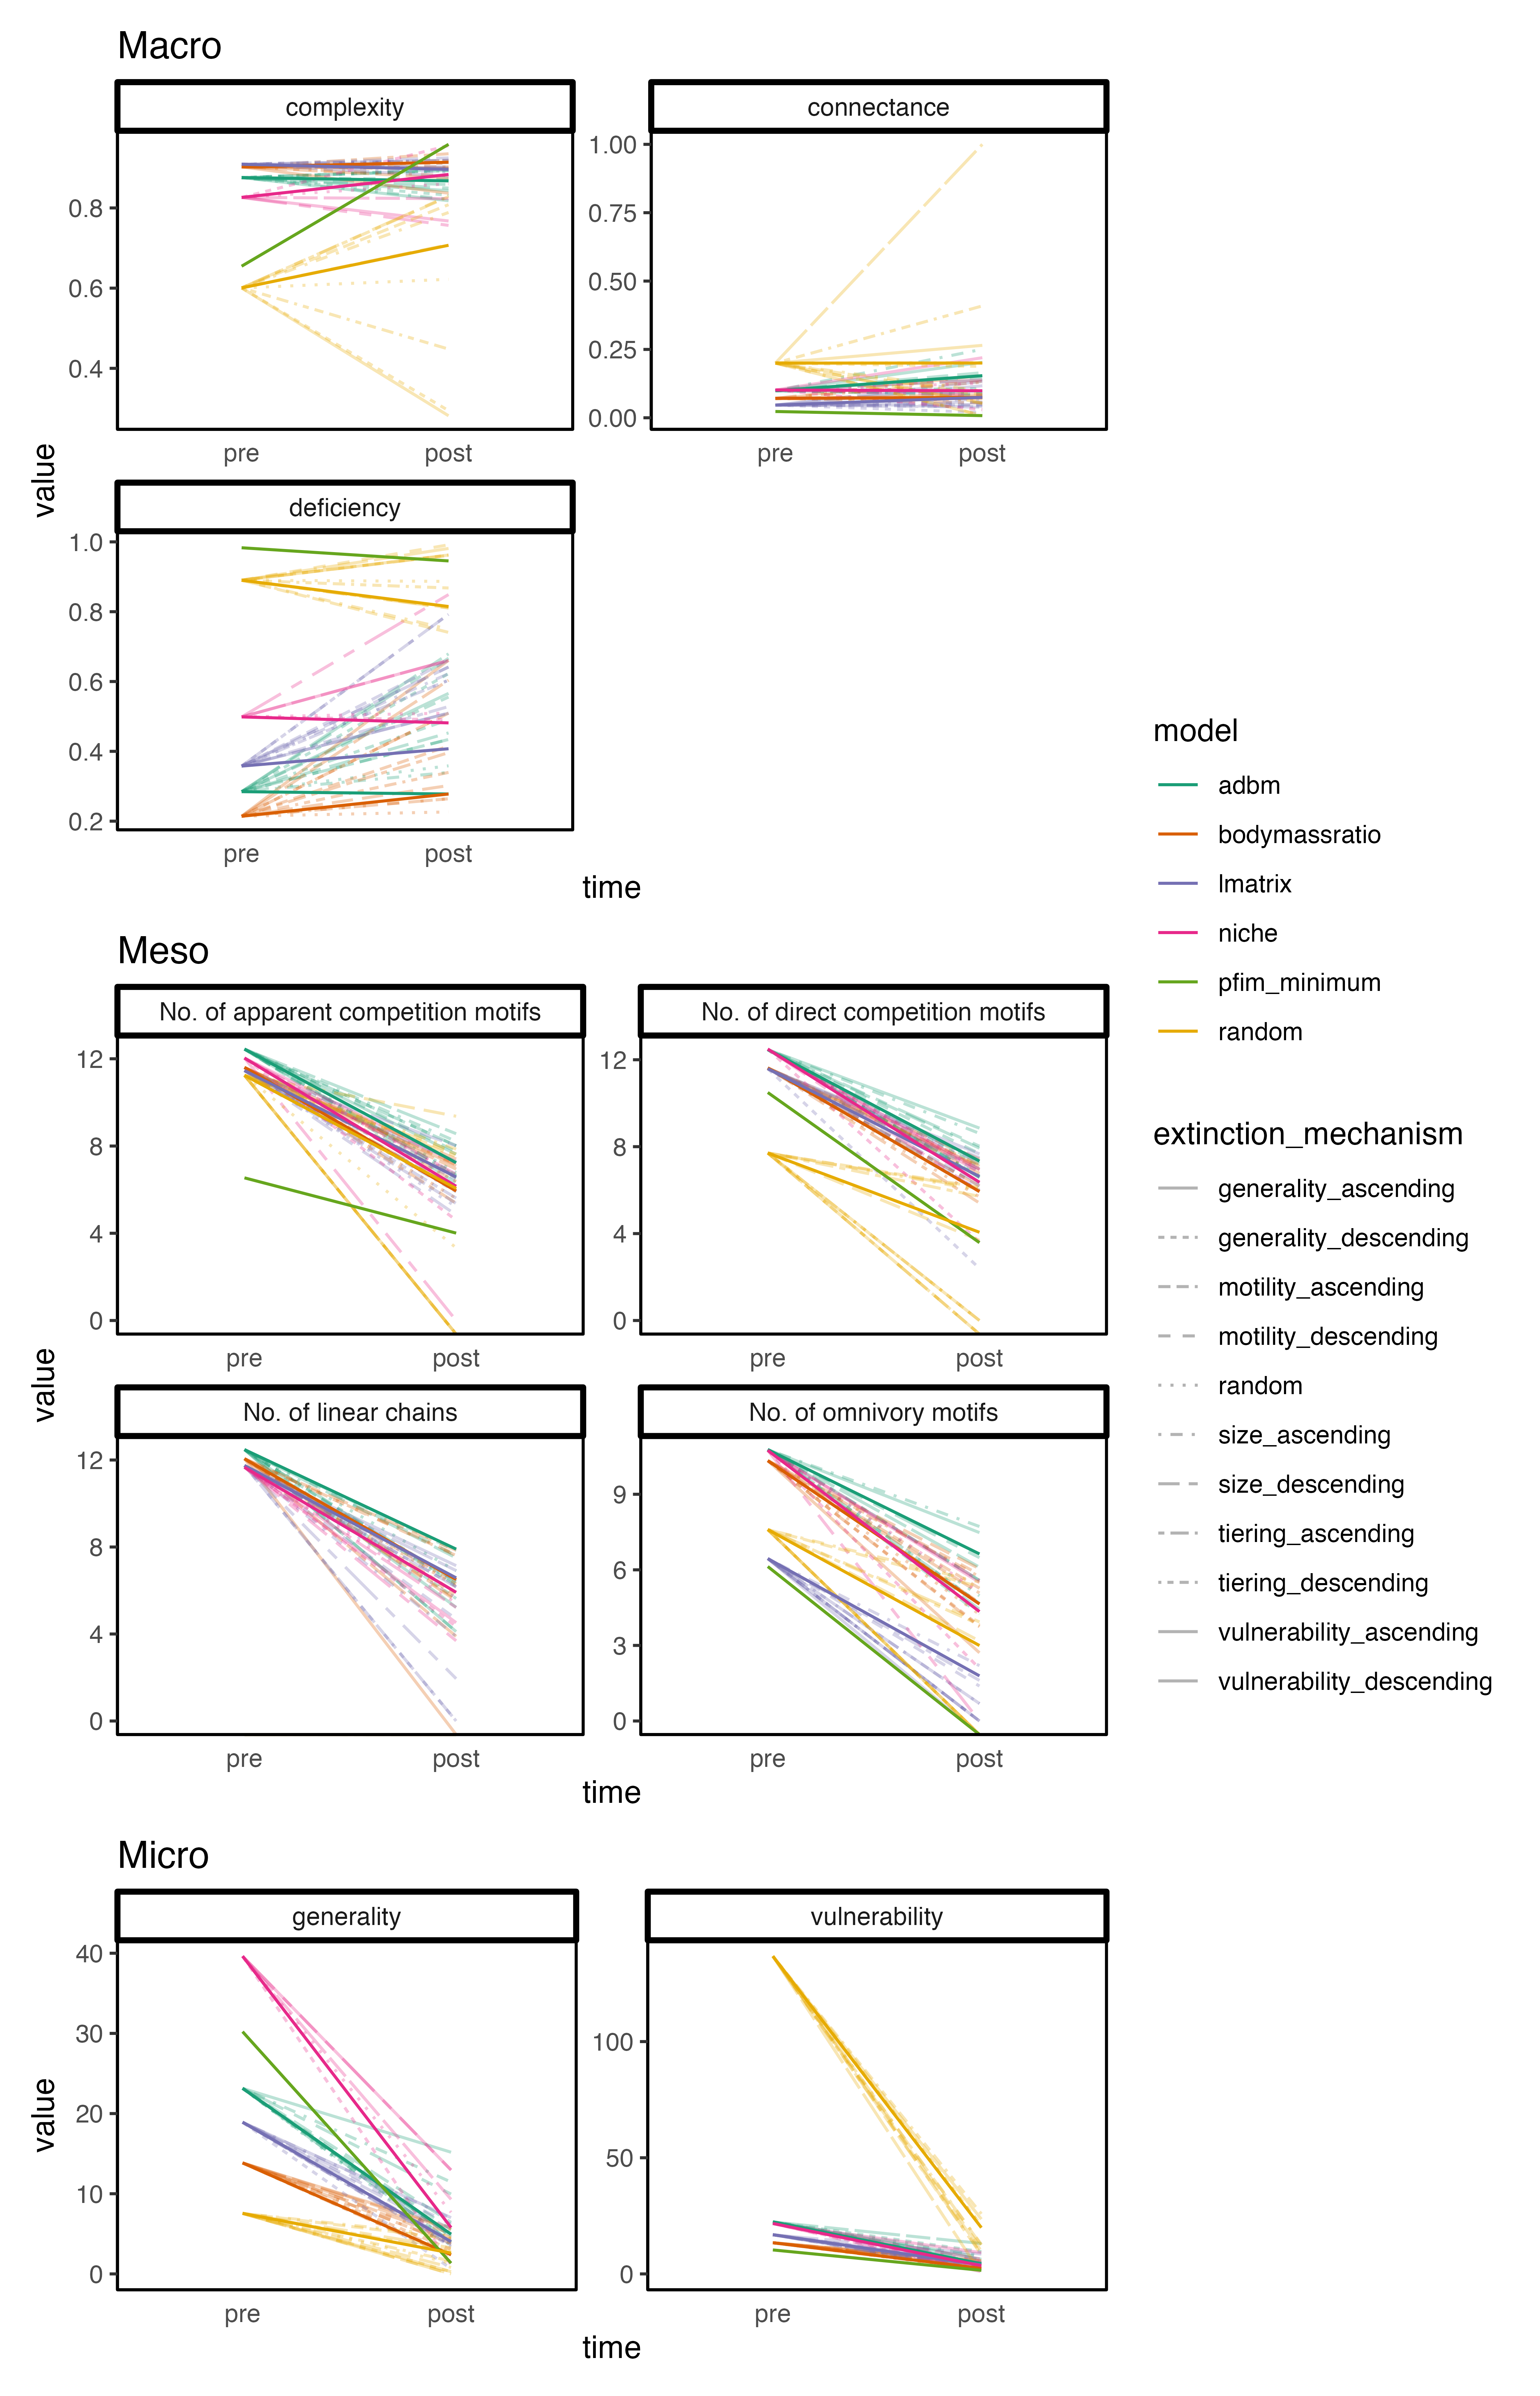 Macro
complexity
connectance
0.8
0.6
0.4
1.00
0.75
0.50
0.25
0.00
pre
post
pre
post
value
deficiency
1.0
0.8
0.6
0.4
0.2
pre
post
time
Meso
No. of apparent competition motifs
No. of direct competition motifs
12
8
4
0
12
8
4
0
pre
post
pre
post
value
No. of linear chains
No. of omnivory motifs
12
8
4
0
9
6
3
0
pre
post
pre
post
time
Micro
generality
vulnerability
40
30
20
10
0
100
50
0
value
pre
post
pre
post
time
model
adbm
bodymassratio
lmatrix
niche
pfim_minimum
random
extinction_mechanism
generality_ascending
generality_descending
motility_ascending
motility_descending
random
size_ascending
size_descending
tiering_ascending
tiering_descending
vulnerability_ascending
vulnerability_descending